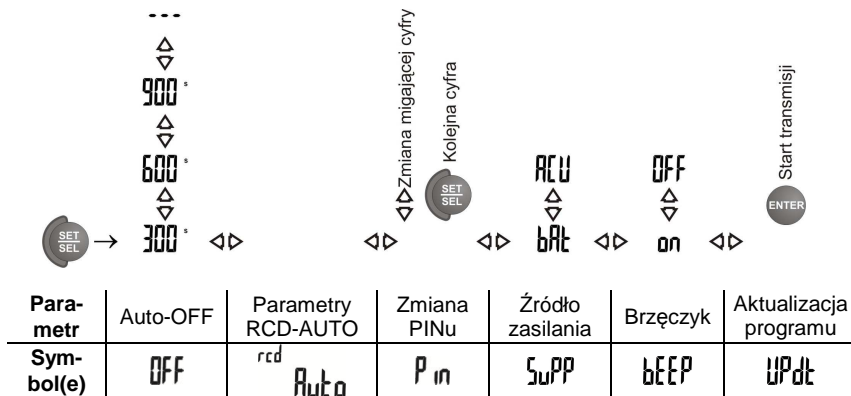 ---
900 s
600 s
300 s
SET
SEL
Zmiana migającej cyfry
Kolejna cyfra
SET
SEL
ACU
bAt
OFF
on
Start transmisji
ENTER
Para-
metr
Auto-OFF
Parametry
RCD-AUTO
Zmiana
PINu
Źródło
zasilania
Brzęczyk
Aktualizacja
programu
Sym-
bol(e)
OFF
rcd
Auto
Pin
SuPP
bEEP
UPdt